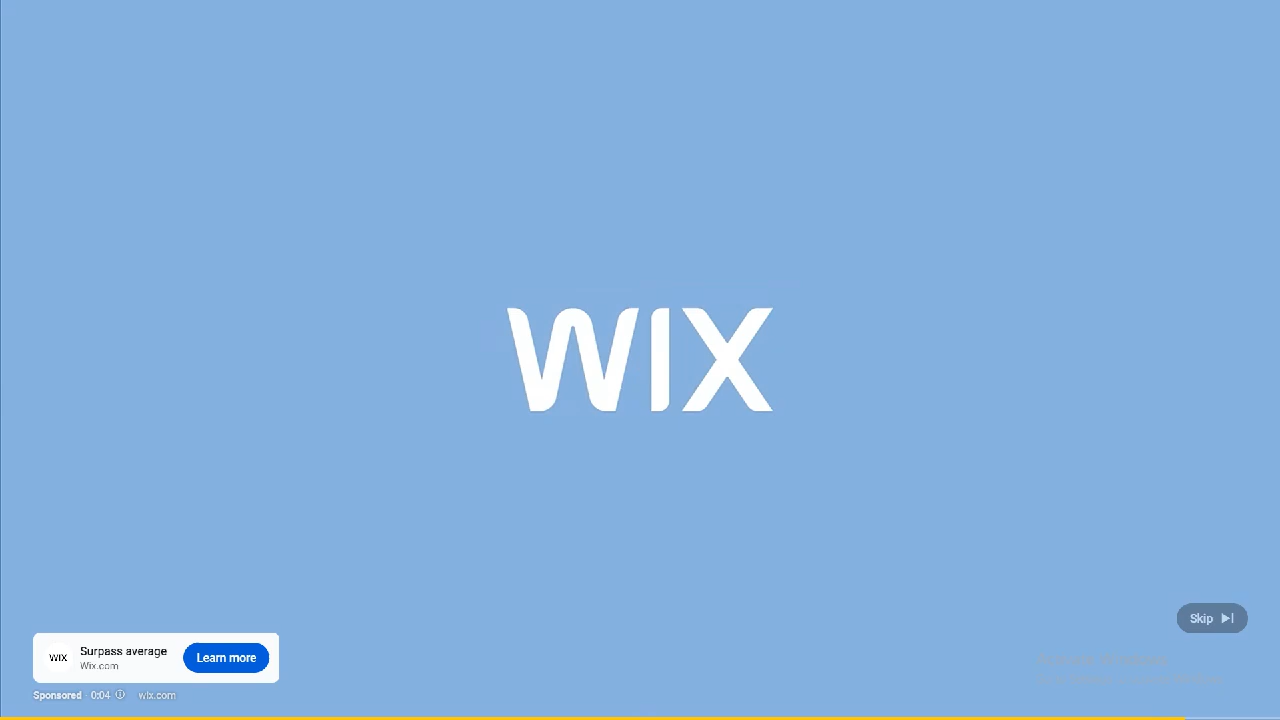 WIX
Skip
WIX
Surpass average
Wix.com
Learn more
Sponsored · 0:04 wix.com